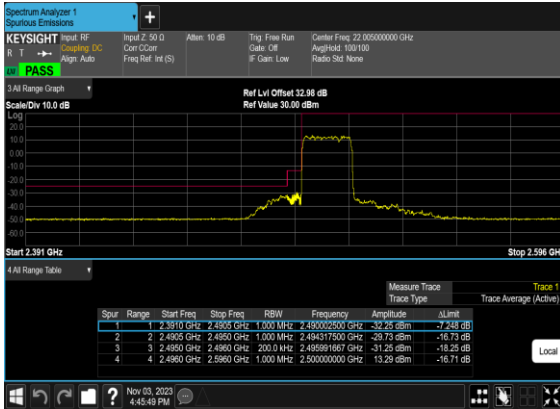 Spectrum Analyzer 1
Spurious Emissions
+
KEYSIGHT
R T
LXI PASS
Input: RF
Coupling: DC
Align: Auto
Input Z: 50 Ω
Corr CCorr
Freq Ref: Int (S)
Atten: 10 dB
Trig: Free Run
Gate: Off
IF Gain: Low
Center Freq: 22.005000000 GHz
Avg|Hold: 100/100
Radio Std: None
3 All Range Graph
Scale/Div 10.0 dB
Ref Lvl Offset 32.98 dB
Ref Value 30.00 dBm
Log
20.0
10.0
0.00
-10.0
-20.0
-30.0
-40.0
-50.0
-60.0
Start 2.391 GHz
Stop 2.596 GH
4 All Range Table
Measure Trace Trace 1
Trace Type Trace Average (Active)
Spur Range Start Freq Stop Freq RBW Frequency Amplitude ΔLimit
1 1 2.3910 GHz 2.4905 GHz 1.000 MHz 2.490002500 GHz -32.25 dBm -7.248 dB
2 2 2.4905 GHz 2.4950 GHz 1.000 MHz 2.494317500 GHz -29.73 dBm -16.73 dB
3 3 2.4950 GHz 2.4960 GHz 200.0 kHz 2.495991667 GHz -31.25 dBm -18.25 dB
4 4 2.4960 GHz 2.5960 GHz 1.000 MHz 2.500000000 GHz 13.29 dBm -16.71 dB
Local
?
Nov 03, 2023
4:45:49 PM